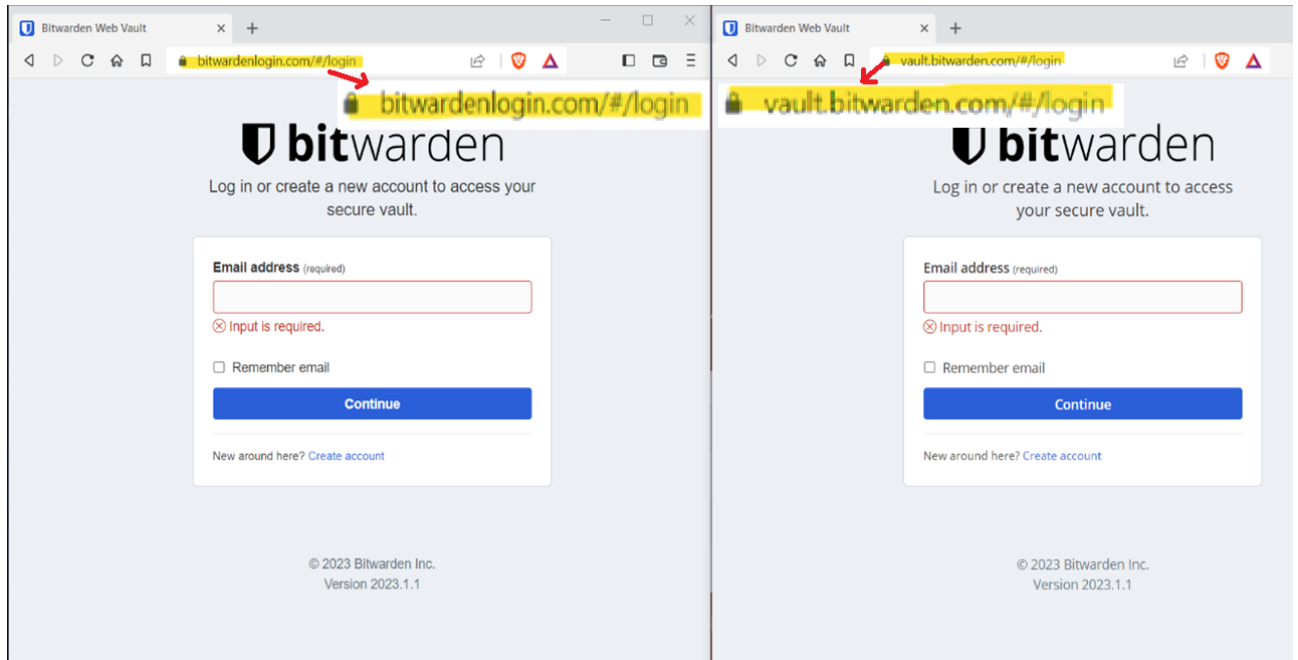 Bitwarden Web Vault
bitwardenlogin.com/#/login
bitwardenlogin.com/#/login
bitwarden
Log in or create a new account to access your
secure vault.
Email address (required)
Input is required.
Remember email
Continue
New around here? Create account
© 2023 Bitwarden Inc.
Version 2023.1.1
Bitwarden Web Vault
vault.bitwarden.com/#/login
vault.bitwarden.com/#/login
bitwarden
Log in or create a new account to access
your secure vault.
Email address (required)
Input is required.
Remember email
Continue
New around here? Create account
© 2023 Bitwarden Inc.
Version 2023.1.1